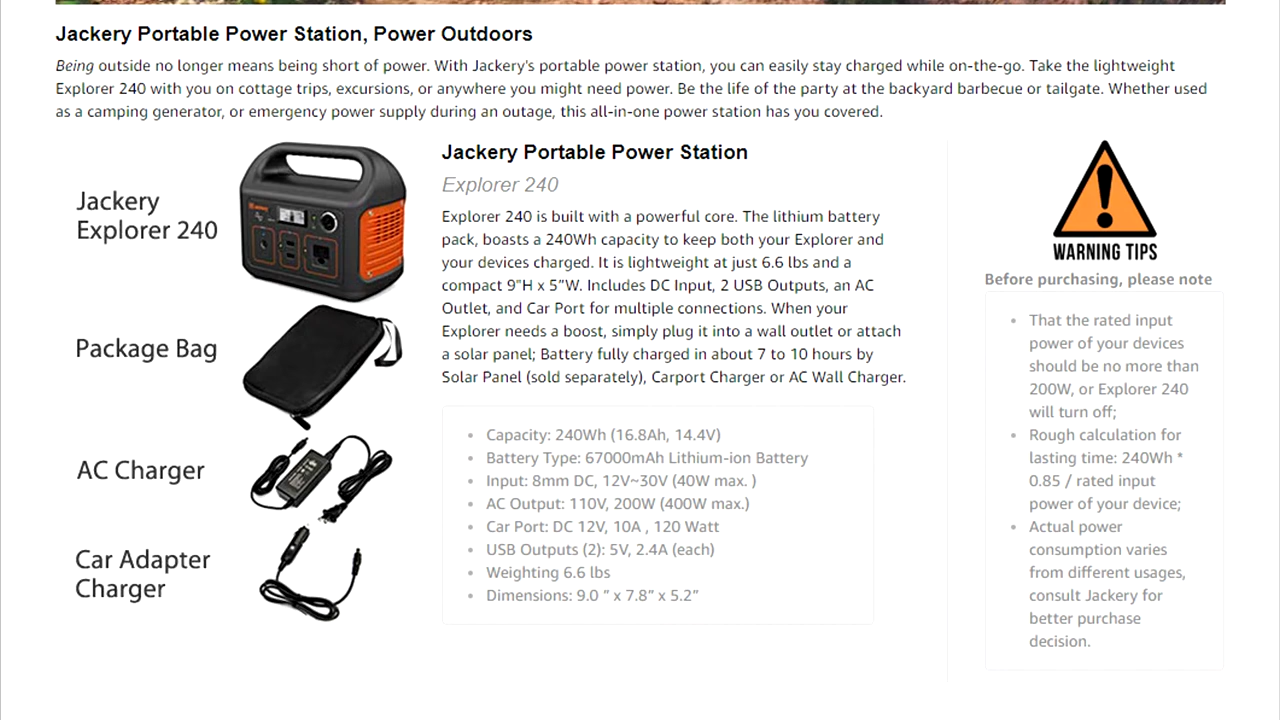 Jackery Portable Power Station, Power Outdoors
Being outside no longer means being short of power. With Jackery's portable power station, you can easily stay charged while on-the-go. Take the lightweight
Explorer 240 with you on cottage trips, excursions, or anywhere you might need power. Be the life of the party at the backyard barbecue or tailgate. Whether used
as a camping generator, or emergency power supply during an outage, this all-in-one power station has you covered.
Jackery
Explorer 240
Package Bag
AC Charger
Car Adapter
Charger
Jackery Portable Power Station
Explorer 240
Explorer 240 is built with a powerful core. The lithium battery
pack, boasts a 240Wh capacity to keep both your Explorer and
your devices charged. It is lightweight at just 6.6 lbs and a
compact 9"H x 5”W. Includes DC Input, 2 USB Outputs, an AC
Outlet, and Car Port for multiple connections. When your
Explorer needs a boost, simply plug it into a wall outlet or attach
a solar panel; Battery fully charged in about 7 to 10 hours by
Solar Panel (sold separately), Carport Charger or AC Wall Charger.
• Capacity: 240Wh (16.8Ah, 14.4V)
• Battery Type: 67000mAh Lithium-ion Battery
• Input: 8mm DC, 12V~30V (40W max. )
• AC Output: 110V, 200W (400W max.)
• Car Port: DC 12V, 10A , 120 Watt
• USB Outputs (2): 5V, 2.4A (each)
• Weighting 6.6 lbs
• Dimensions: 9.0 ” x 7.8” x 5.2”
WARNING TIPS
Before purchasing, please note
• That the rated input
power of your devices
should be no more than
200W, or Explorer 240
will turn off;
• Rough calculation for
lasting time: 240Wh *
0.85 / rated input
power of your device;
• Actual power
consumption varies
from different usages,
consult Jackery for
better purchase
decision.